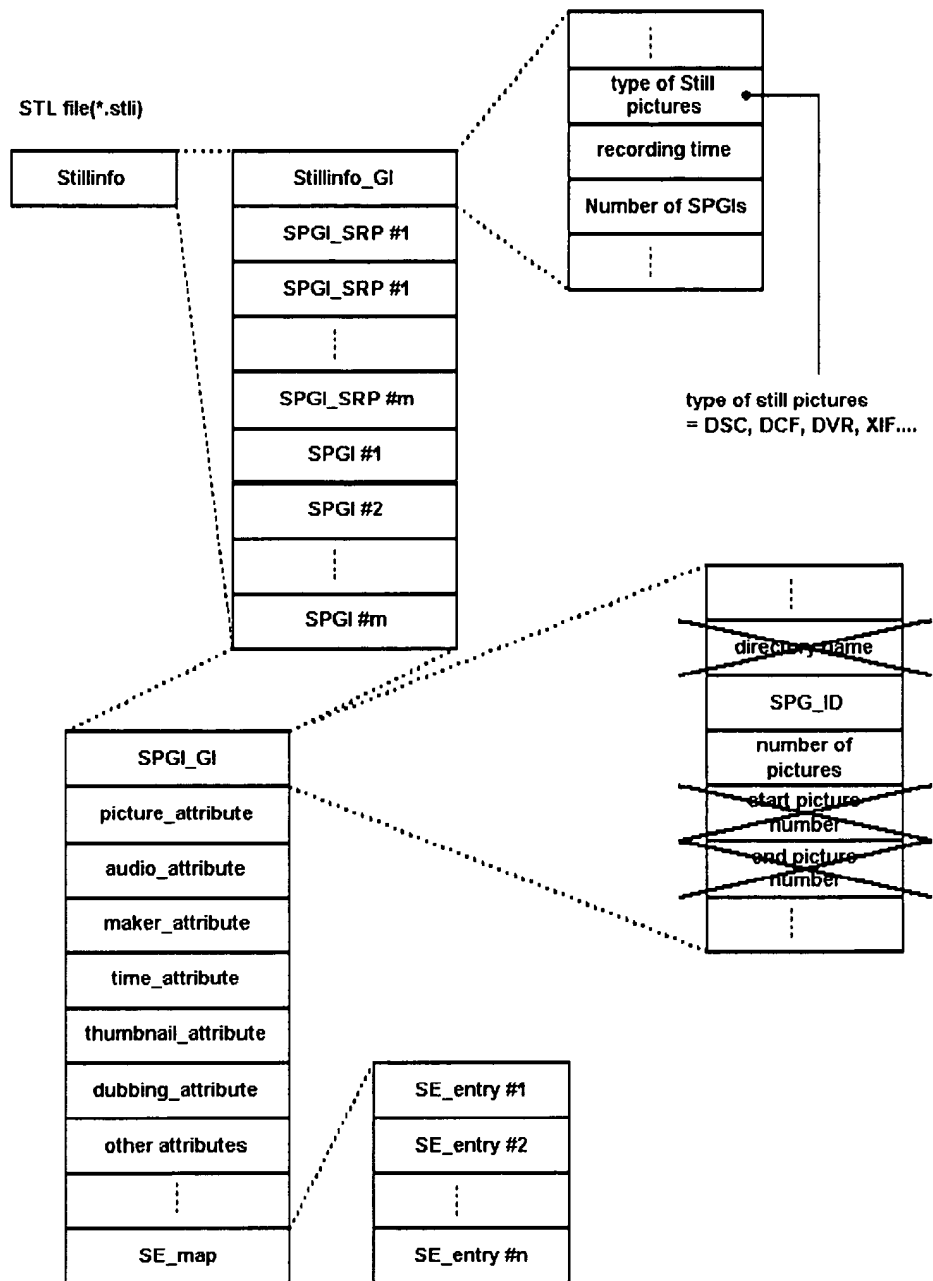 STL file(*.stli)
Stillinfo
Stillinfo_GI
SPGI_SRP #1
SPGI_SRP #1
SPGI_SRP #m
SPGI #1
SPGI #2
SPGI #m
type of Still
pictures
recording time
Number of SPGIs
type of still pictures
= DSC, DCF, DVR, XIF....
directory name
SPG_ID
number of
pictures
start picture
number
end picture
number
SPGI_GI
picture_attribute
audio_attribute
maker_attribute
time_attribute
thumbnail_attribute
dubbing_attribute
other attributes
SE_map
SE_entry #1
SE_entry #2
SE_entry #n